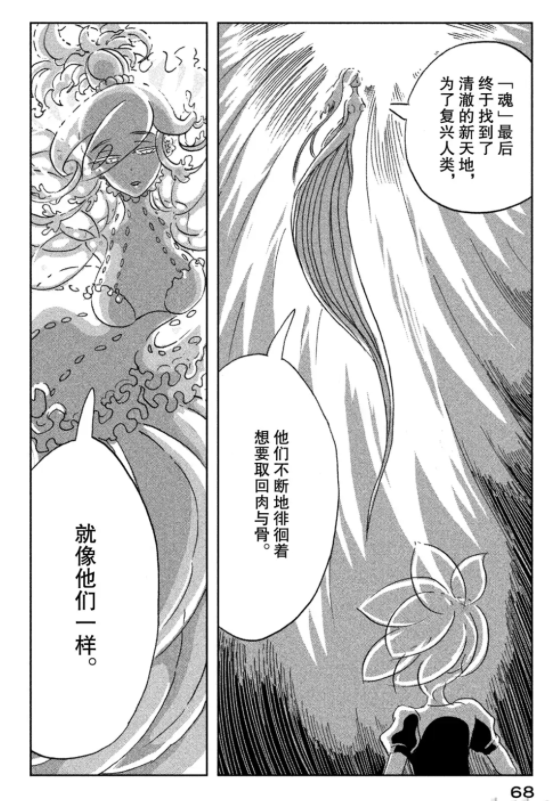 「魂」最后
终于找到了
清澈的新天地，
为了复兴人类，
他们不断地徘徊着
想要取回肉与骨。
就像他们一样。
68